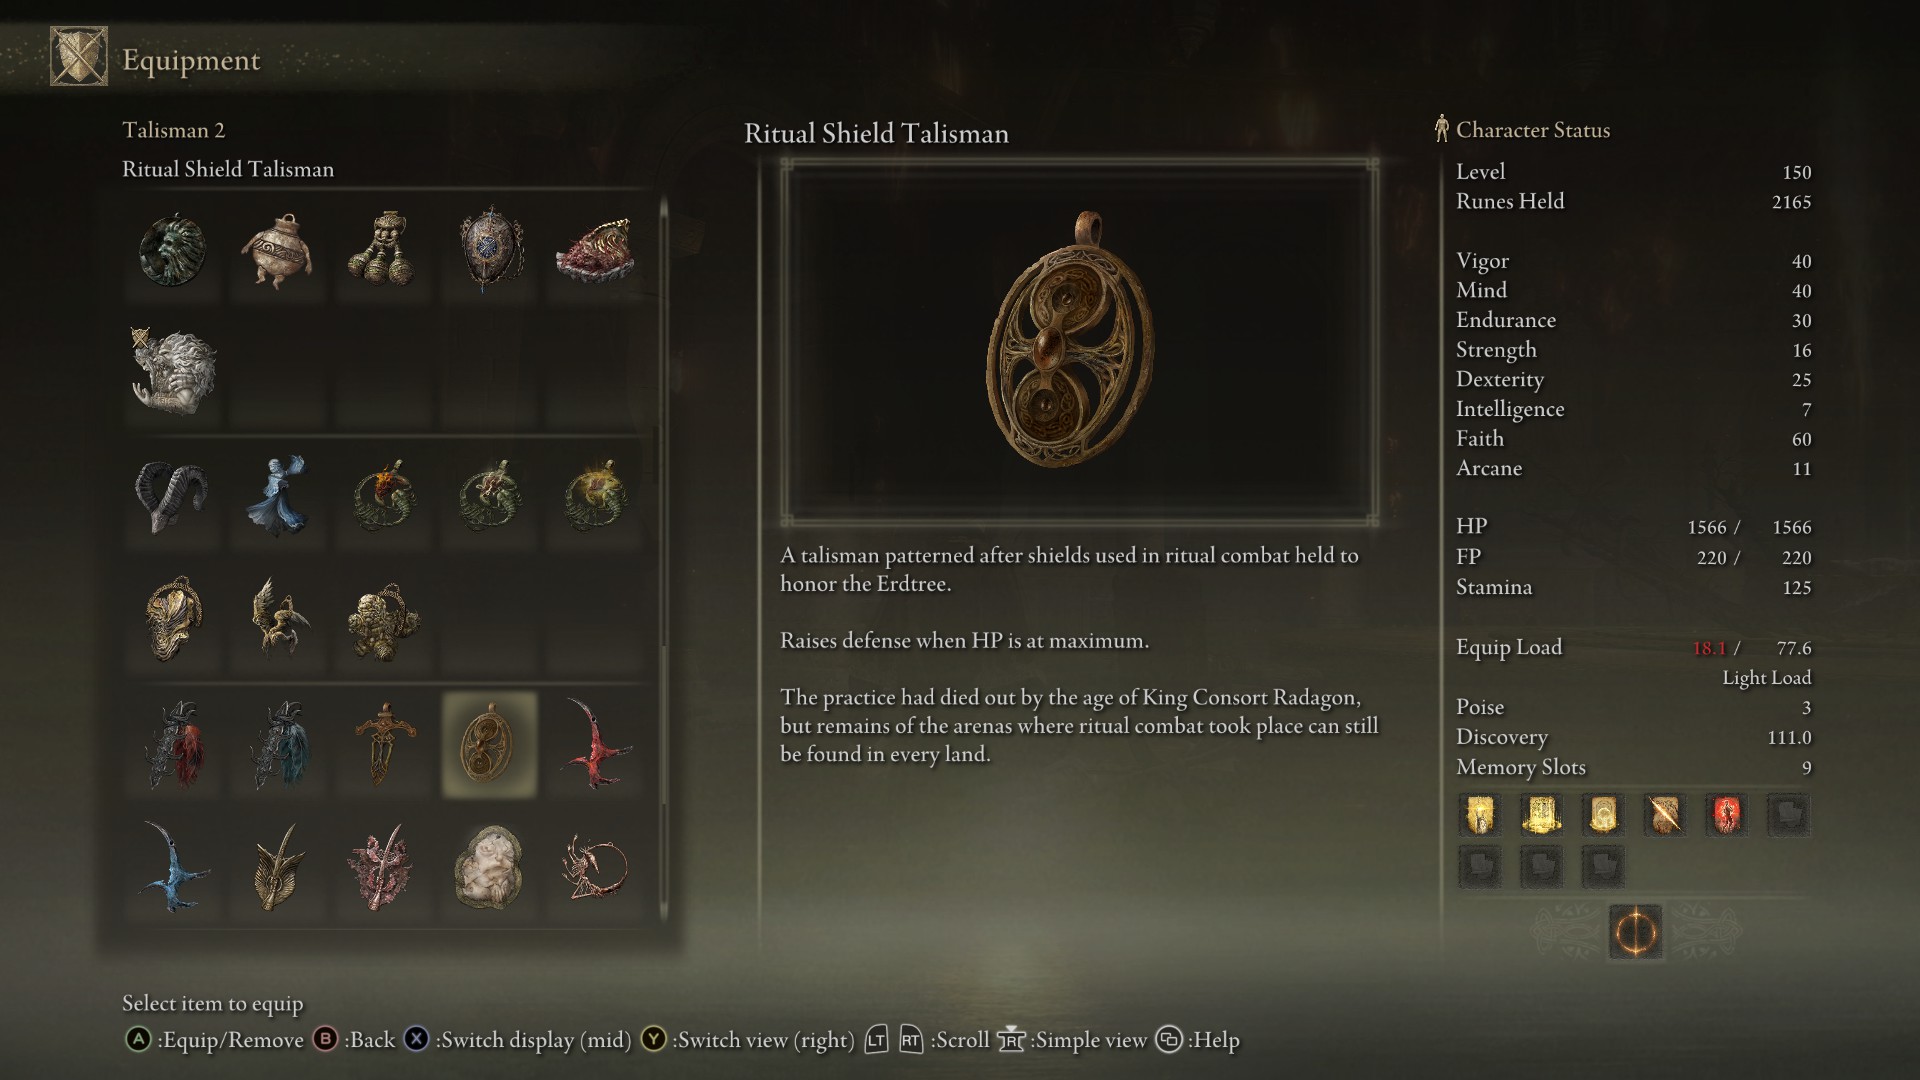 Equipment
Talisman 2
Ritual Shield Talisman
Ritual Shield Talisman
A talisman patterned after shields used in ritual combat held to
honor the Erdtree.
Raises defense when HP is at maximum.
The practice had died out by the age of King Consort Radagon,
but remains of the arenas where ritual combat took place can still
be found in every land.
Character Status
Level 150
Runes Held 2165
Vigor 40
Mind 40
Endurance 30
Strength 16
Dexterity 25
Intelligence 7
Faith 60
Arcane 11
HP 1566 / 1566
FP 220 / 220
Stamina 125
Equip Load 18.1 / 77.6
Light Load
Poise 3
Discovery 111.0
Memory Slots 9
Select item to equip
A :Equip/Remove B :Back X :Switch display (mid) Y :Switch view (right) LT RT :Scroll R :Simple view :Help